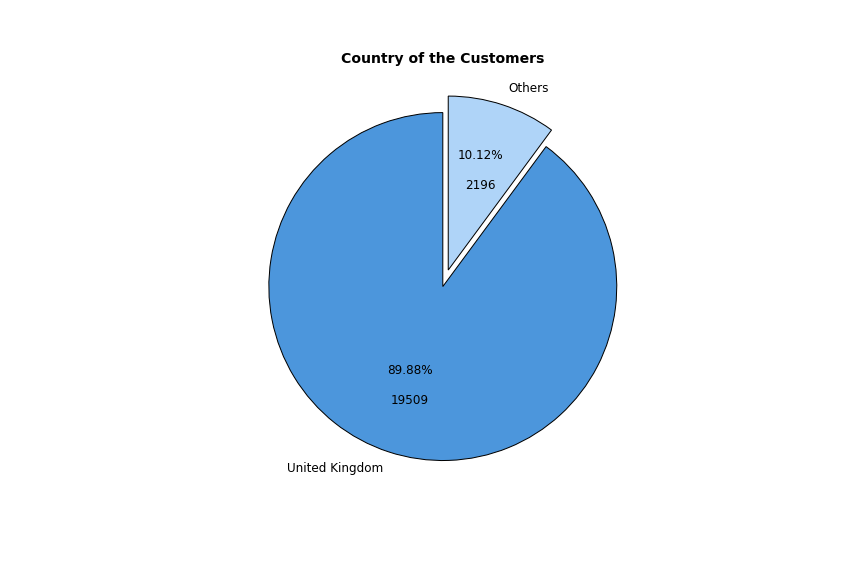 Country of the Customers
Others
10.12%
2196
89.88%
19509
United Kingdom